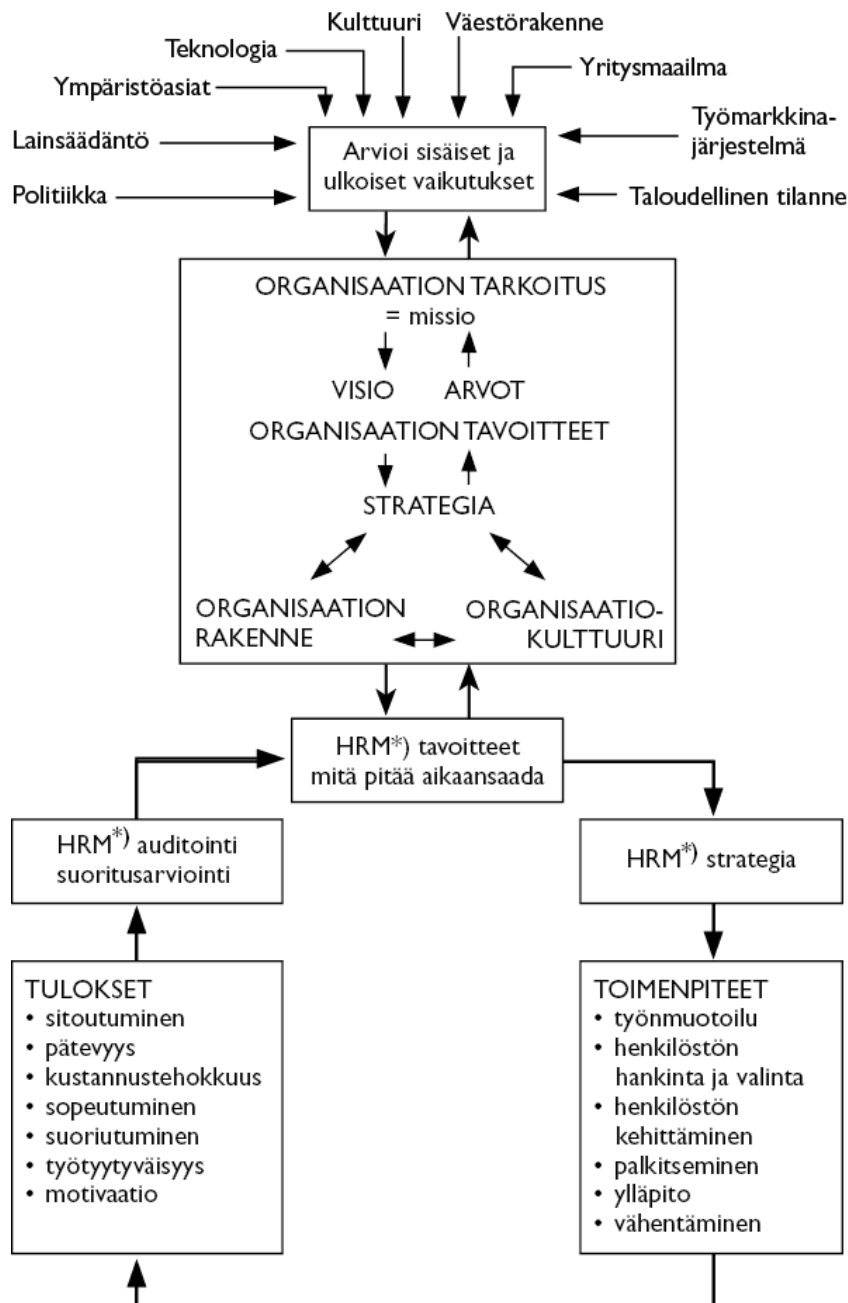 Kulttuuri
Väestörakenne
Teknologia
Yritysmaailma
Ympäristöasiat
Lainsäädäntö
Työmarkkina-
järjestelmä
Politiikka
Taloudellinen tilanne
Arvioi sisäiset ja
ulkoiset vaikutukset
ORGANISAATION TARKOITUS
= missio
VISIO
ARVOT
ORGANISAATION TAVOITTEET
STRATEGIA
ORGANISAATION
RAKENNE
ORGANISAATIO-
KULTTUURI
HRM*) tavoitteet
mitä pitää aikaansaada
HRM*) auditointi
suoritusarviointi
HRM*) strategia
TULOKSET
• sitoutuminen
• pätevyys
• kustannustehokkuus
• sopeutuminen
• suoriutuminen
• työtyytyväisyys
• motivaatio
TOIMENPITEET
• työnmuotoilu
• henkilöstön
hankinta ja valinta
• henkilöstön
kehittäminen
• palkitseminen
• ylläpito
• vähentäminen